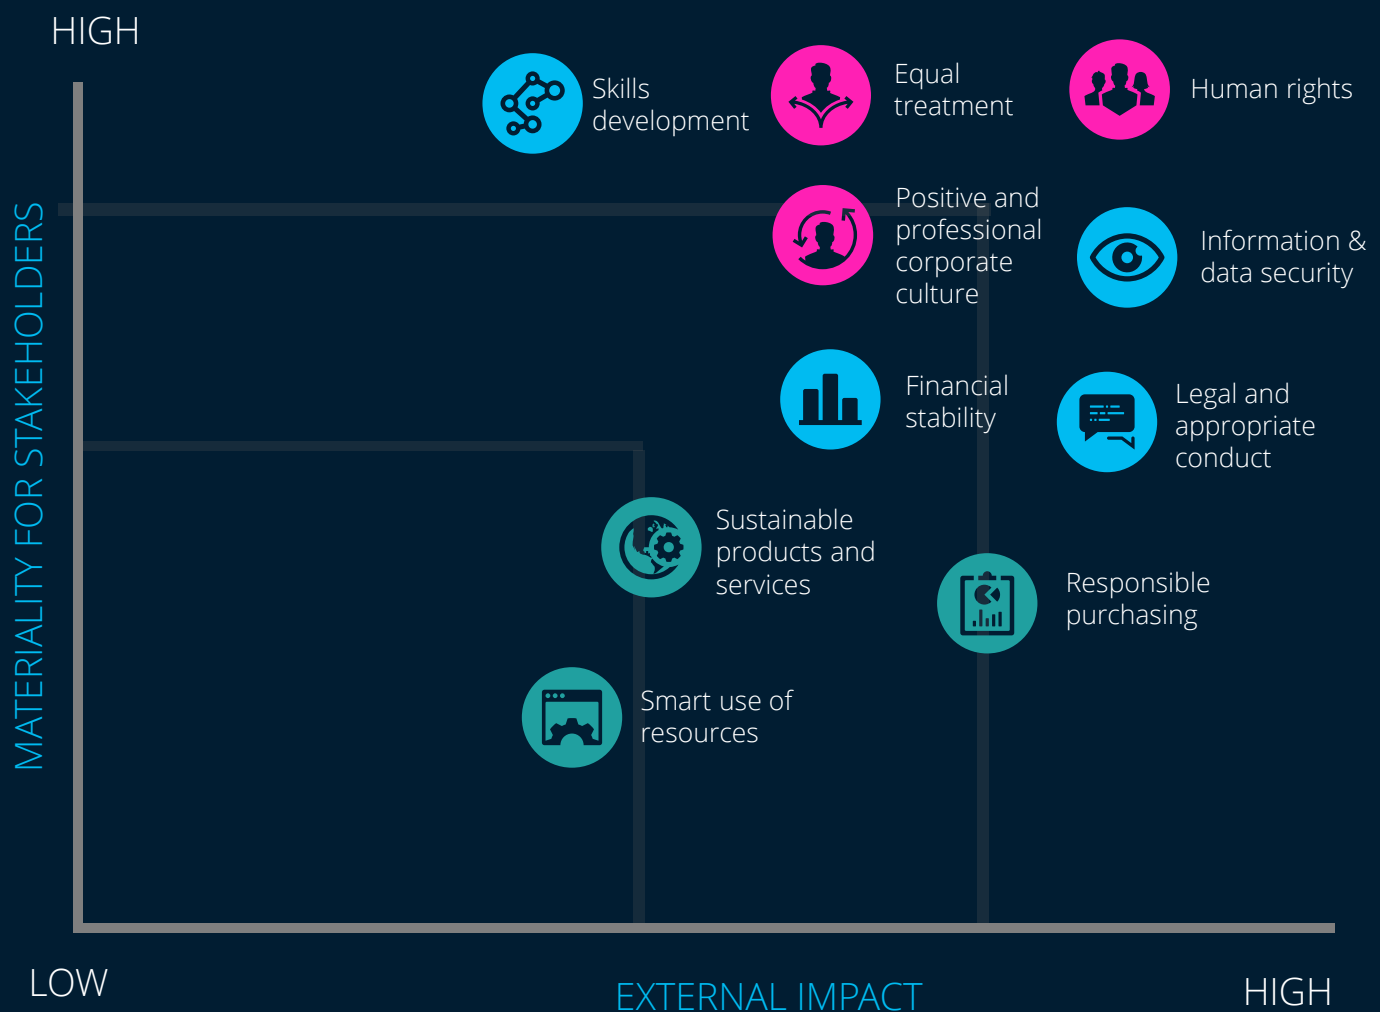 HIGH
Skills
development
Equal
treatment
Human rights
Positive and
professional
corporate
culture
Information &
data security
Financial
stability
Legal and
appropriate
conduct
Sustainable
products and
services
Responsible
purchasing
Smart use of
resources
MATERIALITY FOR STAKEHOLDERS
LOW
EXTERNAL IMPACT
HIGH